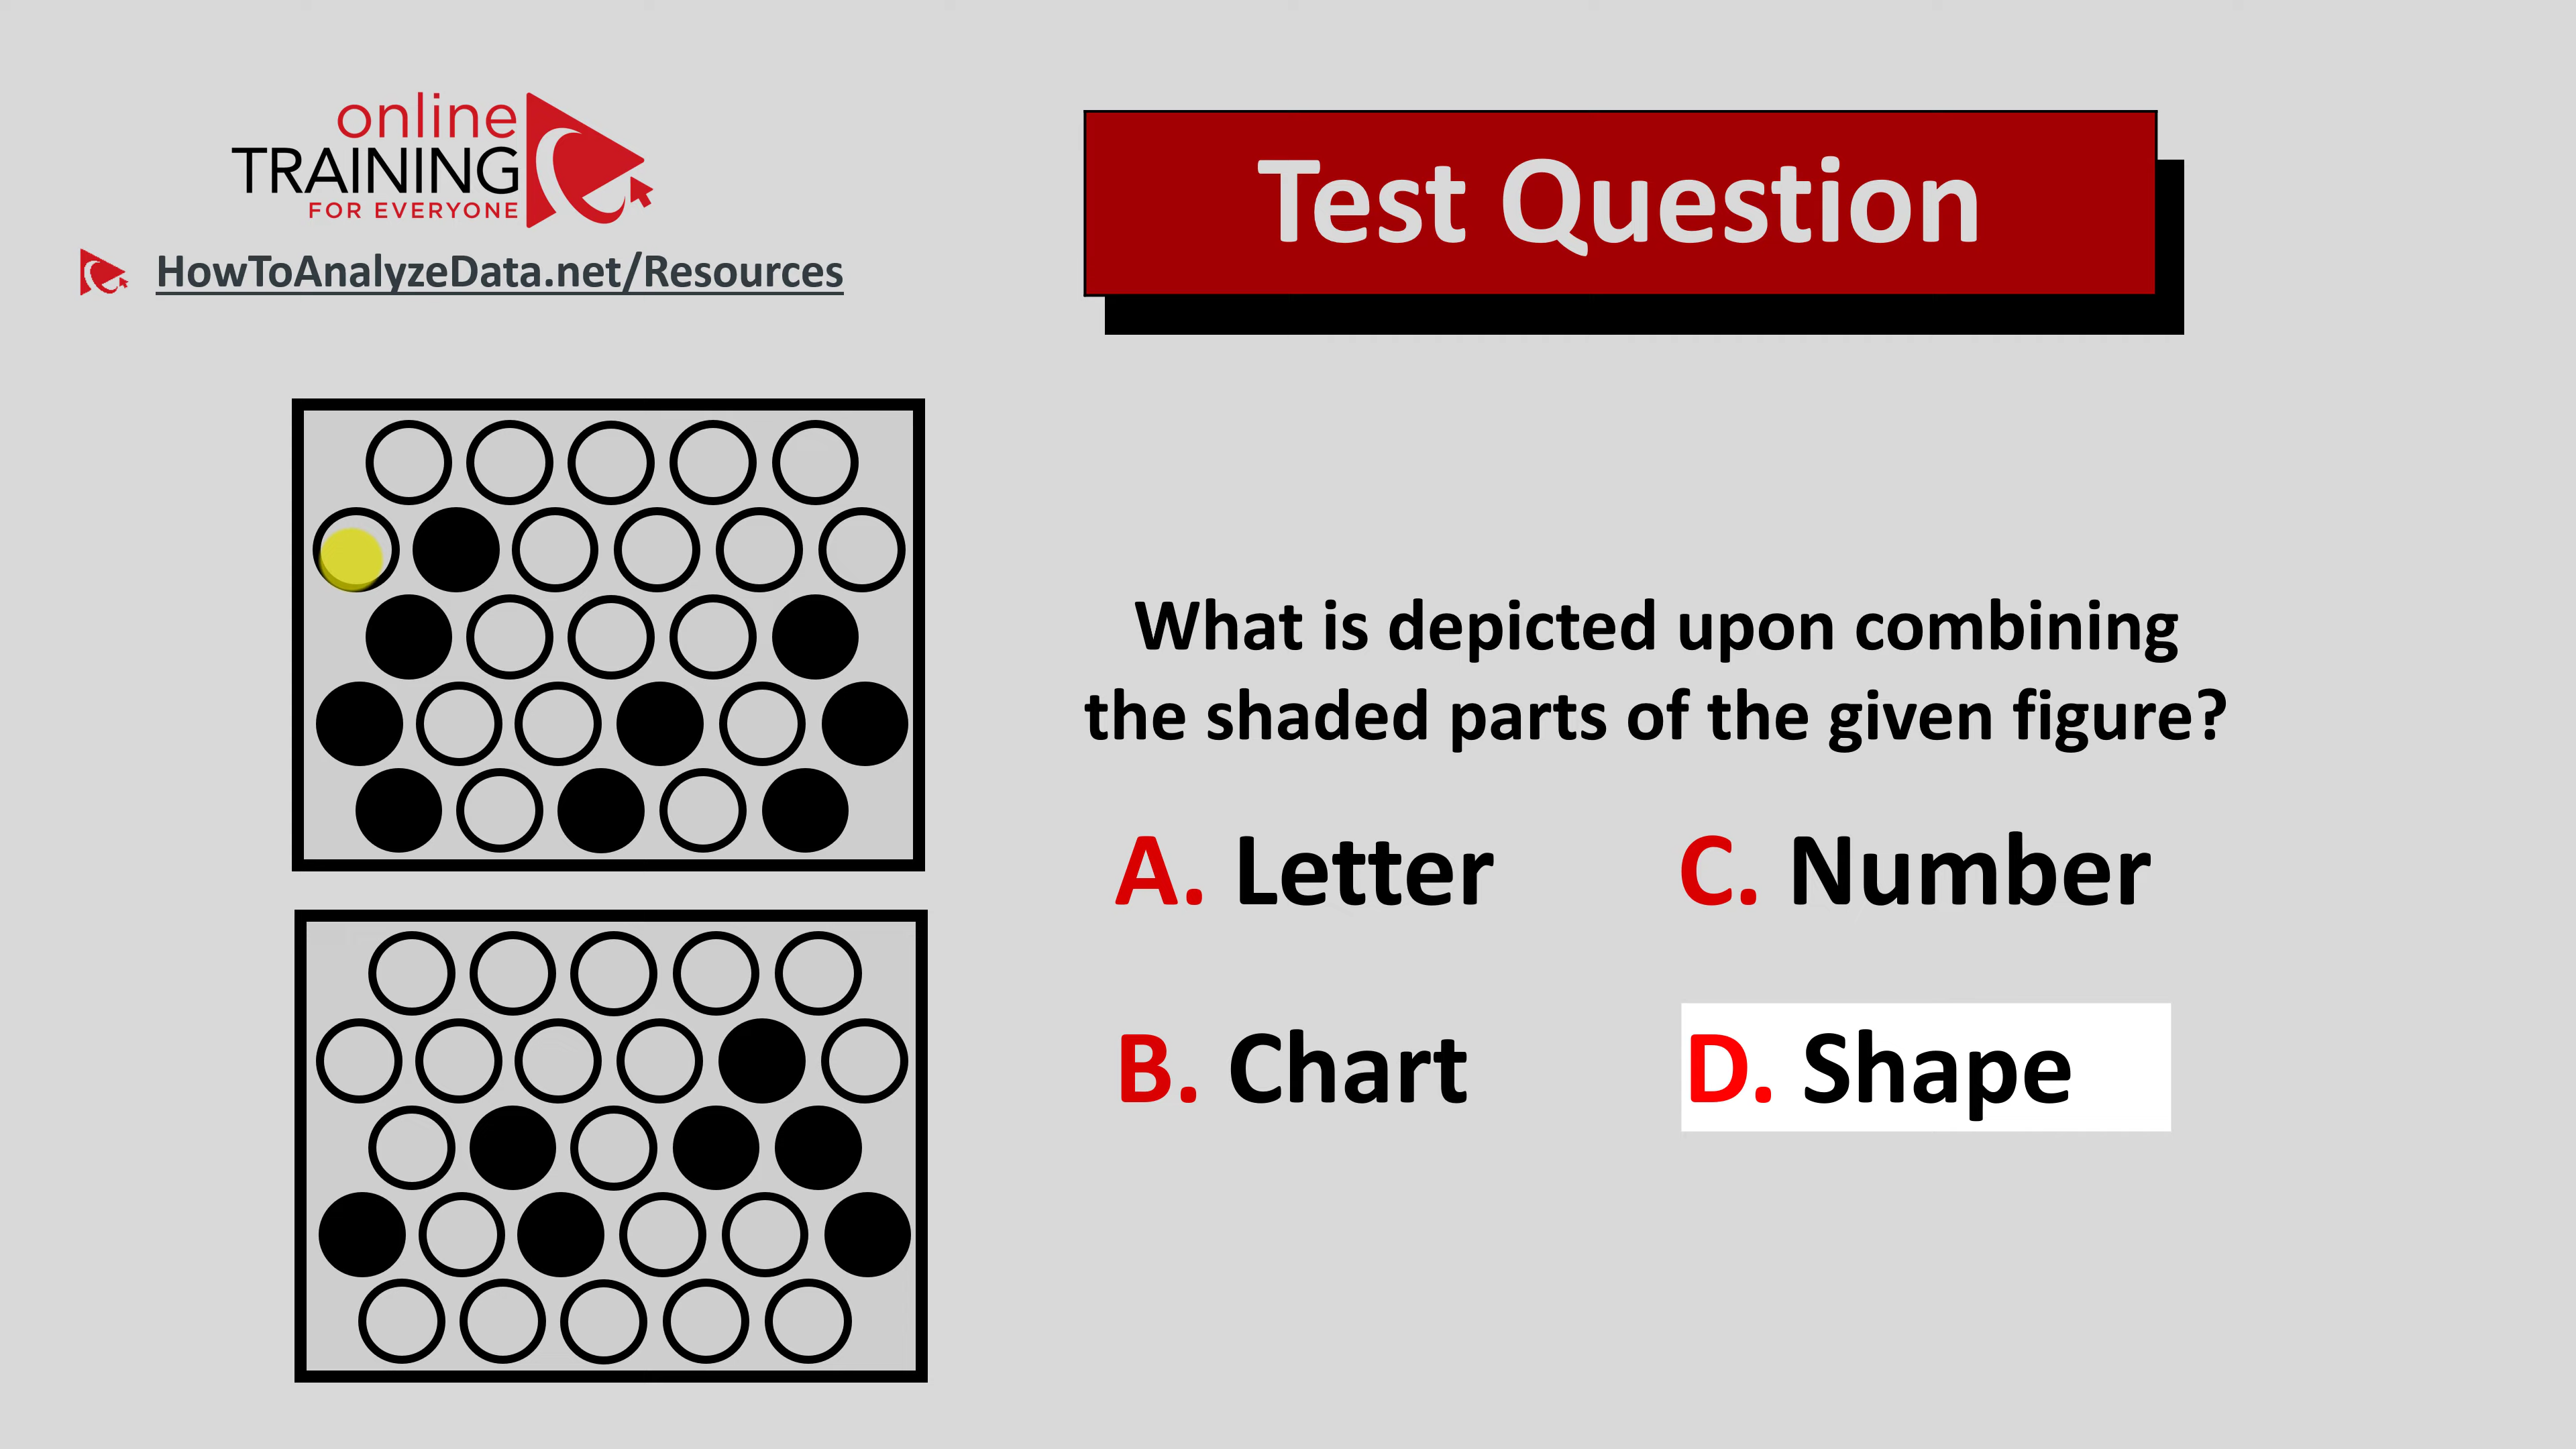 online
TRAINING
FOR EVERYONE
HowToAnalyzeData.net/Resources
Test Question
What is depicted upon combining
the shaded parts of the given figure?
A. Letter
C. Number
B. Chart
D. Shape